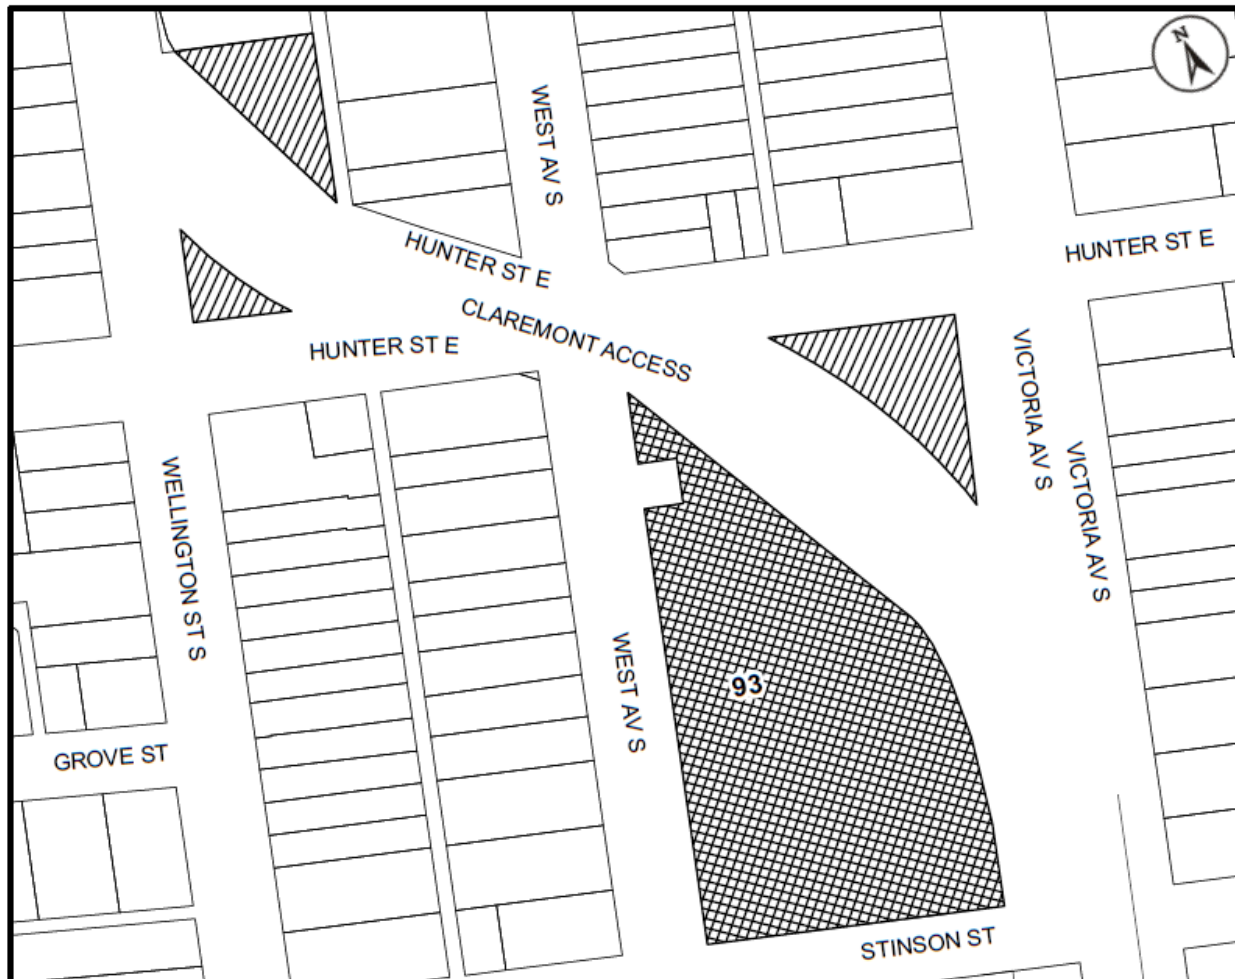 N
WEST AV S
HUNTER ST E
HUNTER ST E
CLAREMONT ACCESS
HUNTER ST E
VICTORIA AV S
VICTORIA AV S
WELLINGTON ST S
WEST AV S
93
GROVE ST
STINSON ST